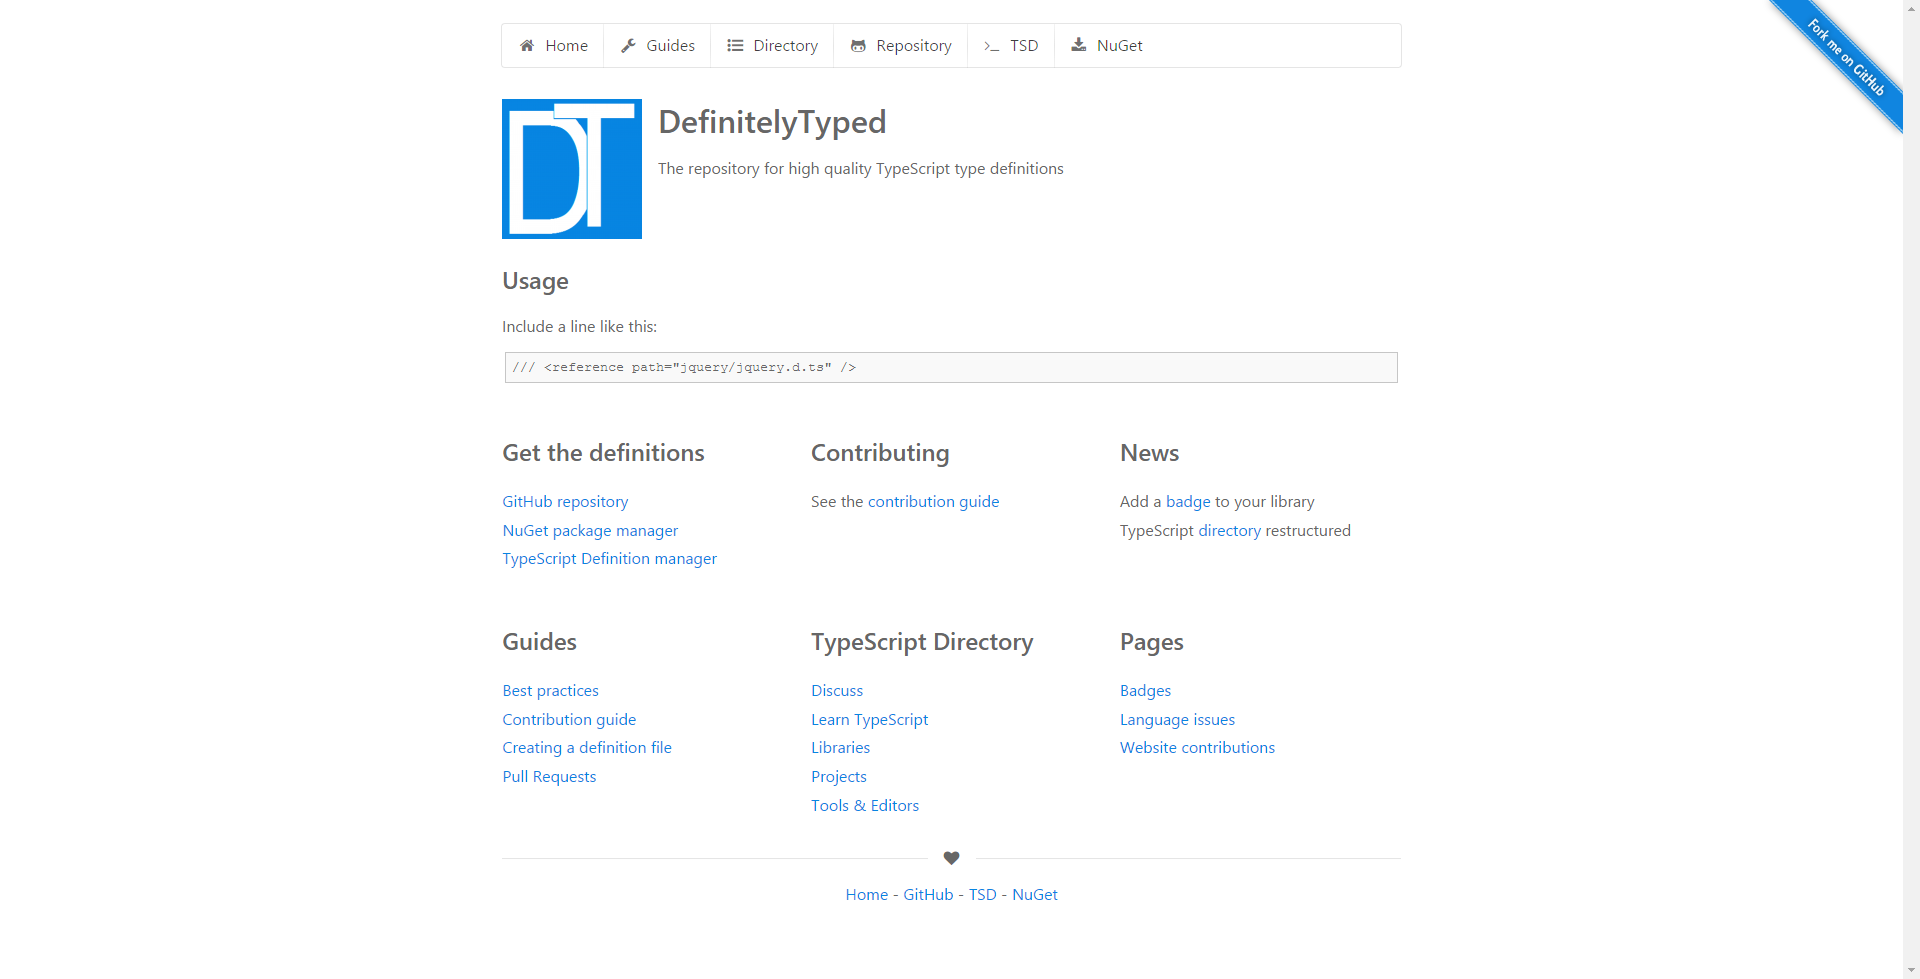 Home Guides Directory Repository TSD NuGet
Fork me on GitHub
DT
DefinitelyTyped
The repository for high quality TypeScript type definitions
Usage
Include a line like this:
/// <reference path="jquery/jquery.d.ts" />
Get the definitions
GitHub repository
NuGet package manager
TypeScript Definition manager
Contributing
See the contribution guide
News
Add a badge to your library
TypeScript directory restructured
Guides
Best practices
Contribution guide
Creating a definition file
Pull Requests
TypeScript Directory
Discuss
Learn TypeScript
Libraries
Projects
Tools & Editors
Pages
Badges
Language issues
Website contributions
Home - GitHub - TSD - NuGet